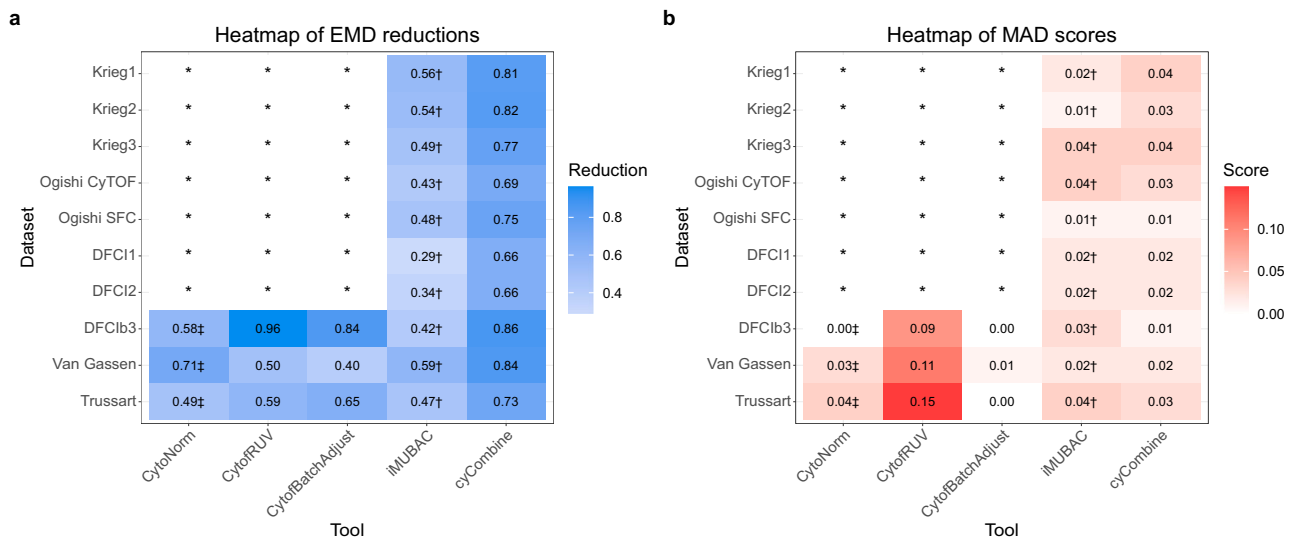 a
Heatmap of EMD reductions
Dataset
Krieg1 * * * 0.56† 0.81
Krieg2 * * * 0.54† 0.82
Krieg3 * * * 0.49† 0.77
Ogishi CyTOF * * * 0.43† 0.69
Ogishi SFC * * * 0.48† 0.75
DFCI1 * * * 0.29† 0.66
DFCI2 * * * 0.34† 0.66
DFCIb3 0.58‡ 0.96 0.84 0.42† 0.86
Van Gassen 0.71‡ 0.50 0.40 0.59† 0.84
Trussart 0.49‡ 0.59 0.65 0.47† 0.73
CytoNorm CytofRUV CytofBatchAdjust iMUBAC cyCombine
Tool
Reduction
0.8
0.6
0.4
b
Heatmap of MAD scores
Dataset
Krieg1 * * * 0.02† 0.04
Krieg2 * * * 0.01† 0.03
Krieg3 * * * 0.04† 0.04
Ogishi CyTOF * * * 0.04† 0.03
Ogishi SFC * * * 0.01† 0.01
DFCI1 * * * 0.02† 0.02
DFCI2 * * * 0.02† 0.02
DFCIb3 0.00‡ 0.09 0.00 0.03† 0.01
Van Gassen 0.03‡ 0.11 0.01 0.02† 0.02
Trussart 0.04‡ 0.15 0.00 0.04† 0.03
CytoNorm CytofRUV CytofBatchAdjust iMUBAC cyCombine
Tool
Score
0.10
0.05
0.00